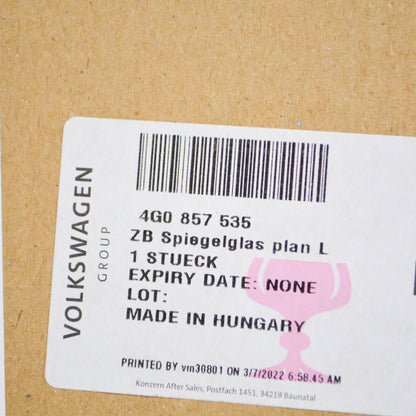 VOLKSWAGEN
GROUP
4G0 857 535
ZB Spiegelglas plan L
1 STUECK
EXPIRY DATE: NONE
LOT:
MADE IN HUNGARY
PRINTED BY vm30801 ON 3/7/2022 6:58:45 AM
Konzern After Sales, Postfach 1451, 34219 Baunatal